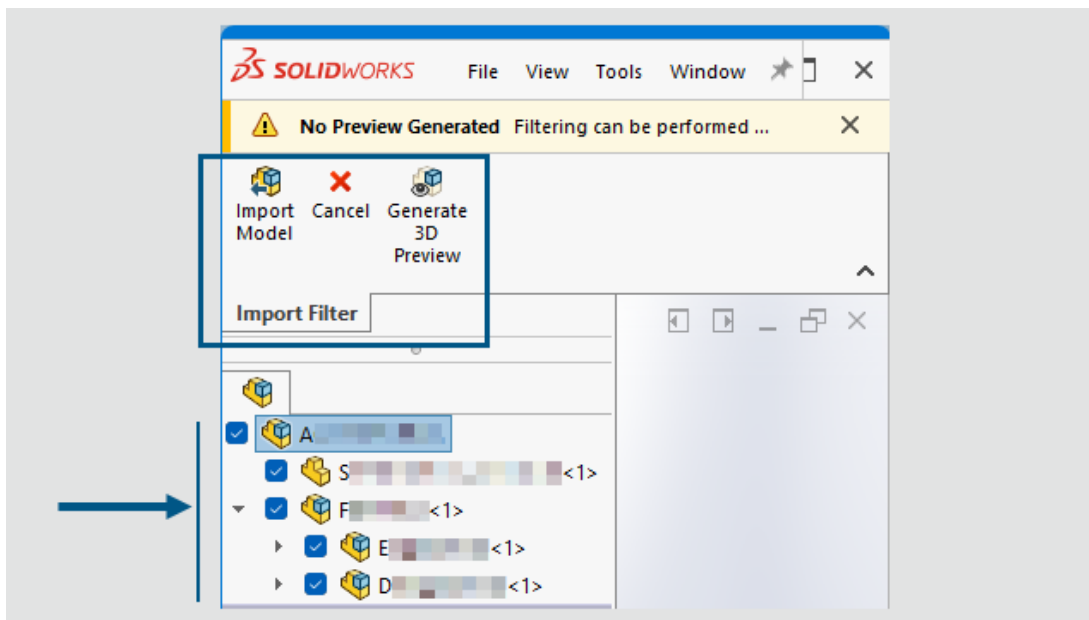 SOLIDWORKS File View Tools Window
No Preview Generated Filtering can be performed ...
Import Model Cancel Generate 3D Preview
Import Filter
A
S <1>
F <1>
E <1>
D <1>